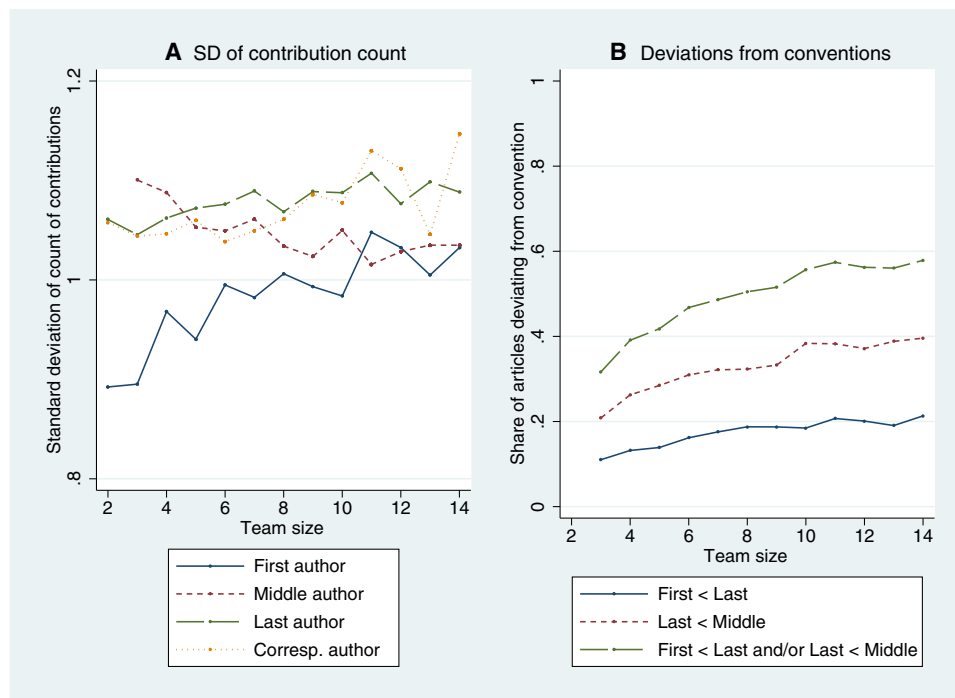 A SD of contribution count
Standard deviation of count of contributions
1.2
1
.8
2 4 6 8 10 12 14
Team size
First author
Middle author
Last author
Corresp. author
B Deviations from conventions
Share of articles deviating from convention
1
.8
.6
.4
.2
0
2 4 6 8 10 12 14
Team size
First < Last
Last < Middle
First < Last and/or Last < Middle